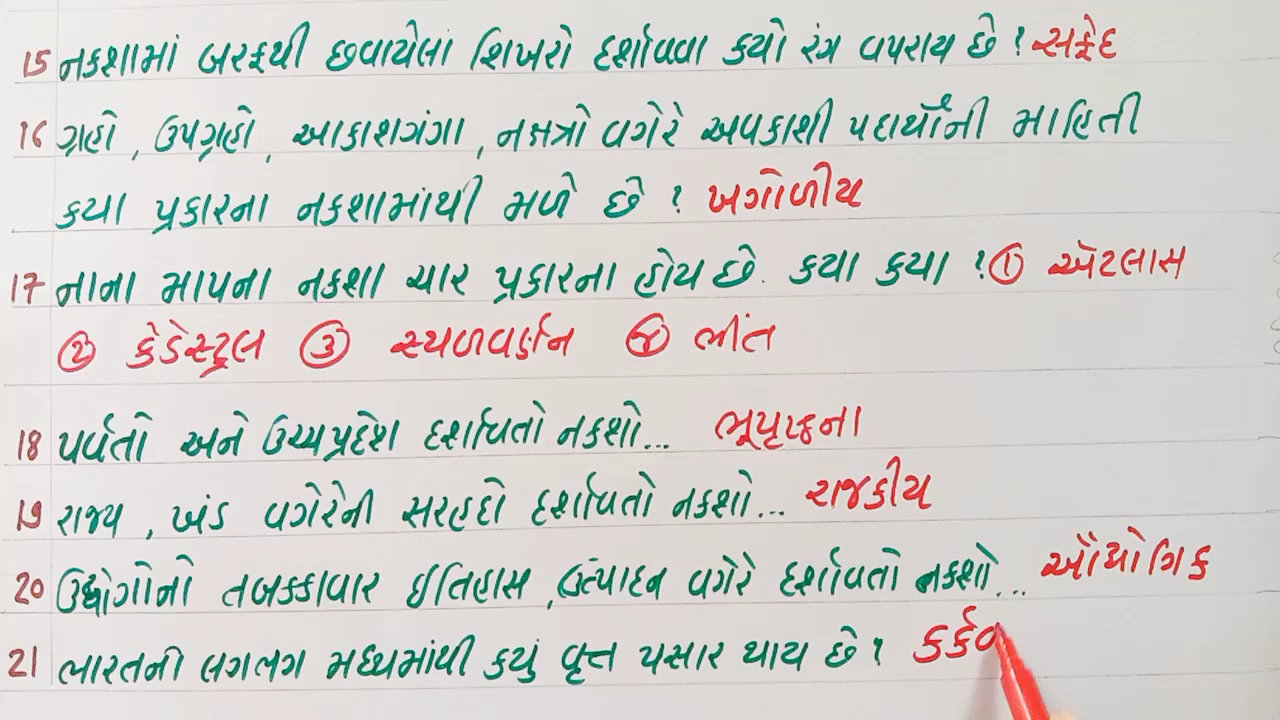 15 નકશામાં બરફથી છવાયેલાં શિખરો દર્શાવવા કયો રંગ વપરાય છે ? સફેદ
16 ગ્રહો , ઉપગ્રહો , આકાશગંગા , નક્ષત્રો વગેરે અવકાશી પદાર્થોની માહિતી
કયા પ્રકારના નકશામાંથી મળે છે ? ખગોળીય
17 નાના માપના નકશા ચાર પ્રકારના હોય છે. કયા કયા ? ① એટલાસ
② કેડેસ્ટ્રલ ③ સ્થળવર્ણન ④ ભીંત
18 પર્વતો અને ઉચ્ચપ્રદેશ દર્શાવતો નકશો... ભૂપૃષ્ઠના
19 રાજ્ય , ખંડ વગેરેની સરહદો દર્શાવતો નકશો... રાજકીય
20 ઉદ્યોગોનો તબક્કાવાર ઈતિહાસ , ઉત્પાદન વગેરે દર્શાવતો નકશો... ઔદ્યોગિક
21 ભારતની લગભગ મધ્યમાંથી કયું વૃત્ત પસાર થાય છે ? કર્કવ